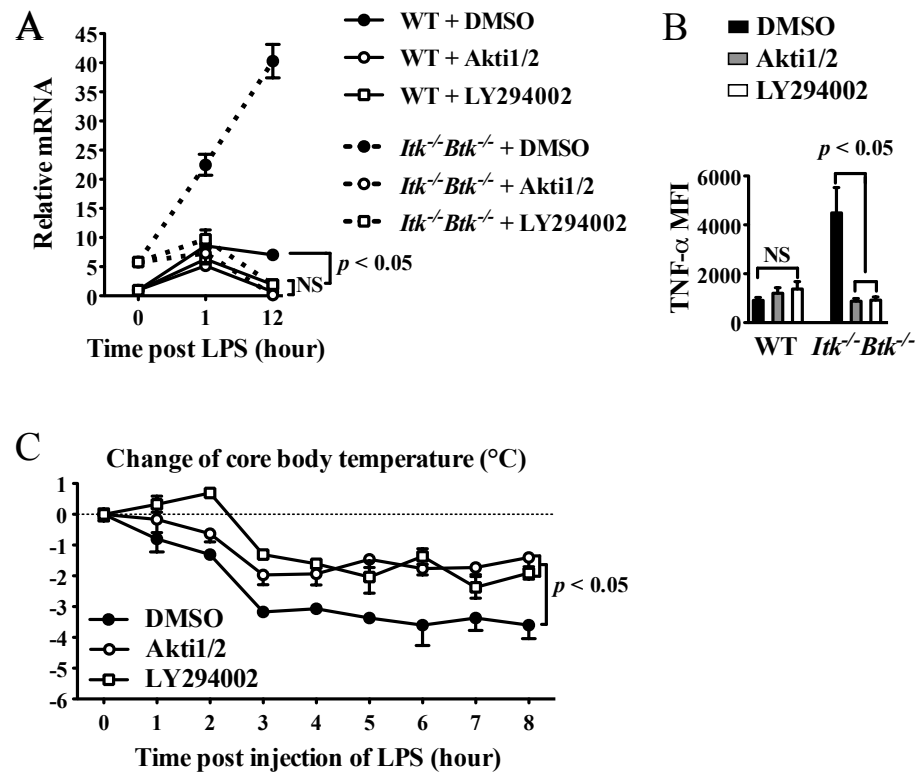 A
Relative mRNA
45
40
35
30
25
20
15
10
5
0
0 1 12
Time post LPS (hour)
WT + DMSO
WT + Akti1/2
WT + LY294002
Itk-/-Btk-/- + DMSO
Itk-/-Btk-/- + Akti1/2
Itk-/-Btk-/- + LY294002
p < 0.05
NS
B
DMSO
Akti1/2
LY294002
p < 0.05
TNF-α MFI
6000
4000
2000
0
NS
WT Itk-/-Btk-/-
C
Change of core body temperature (°C)
1
0
-1
-2
-3
-4
-5
-6
DMSO
Akti1/2
LY294002
p < 0.05
0 1 2 3 4 5 6 7 8
Time post injection of LPS (hour)